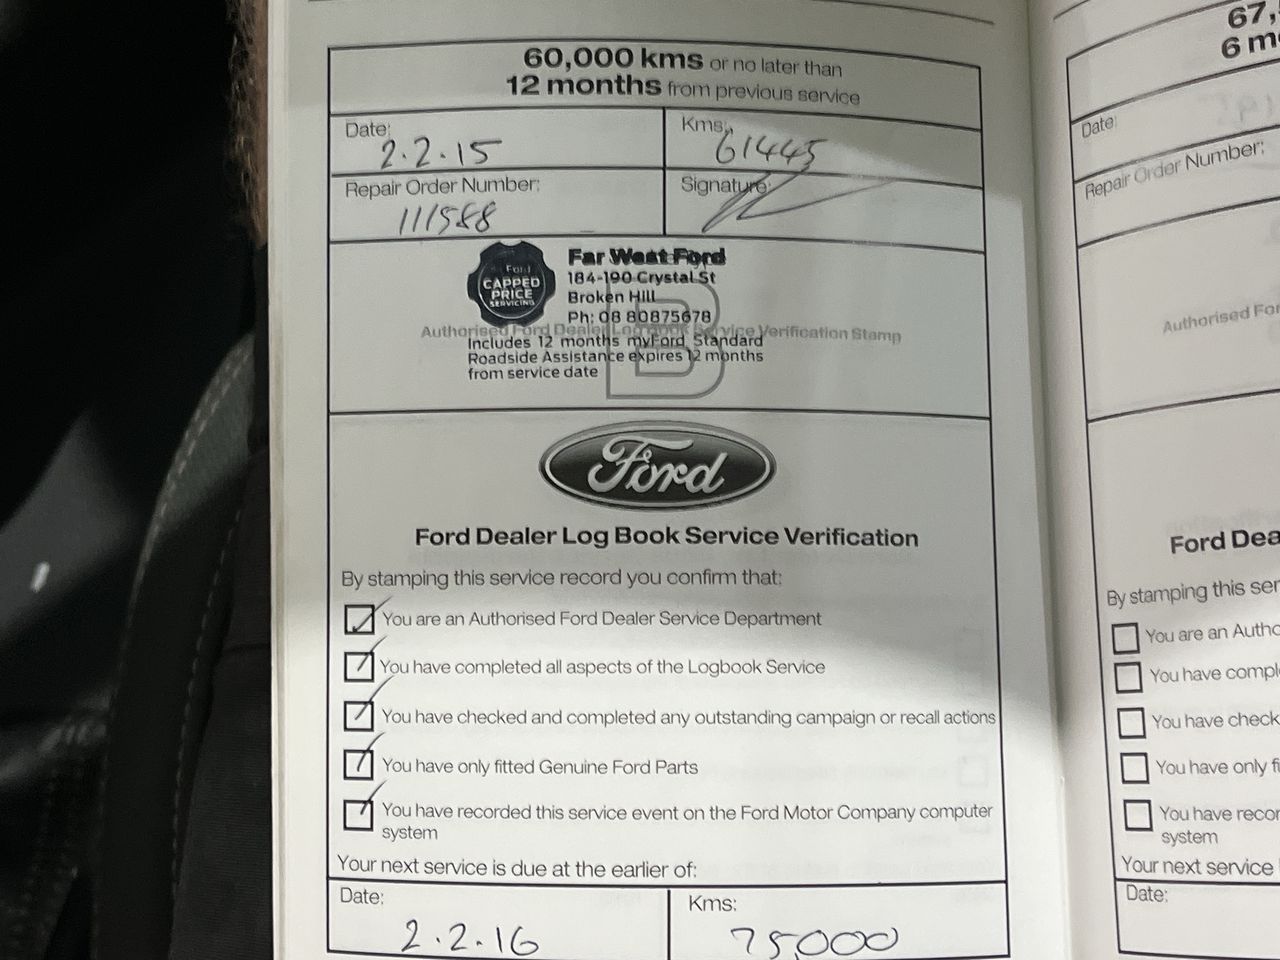 60,000 kms or no later than
12 months from previous service
Date:
2.2.15
Kms:
61445
Repair Order Number:
111588
Signature:
Ford
CAPPED
PRICE
SERVICING
Far West Ford
184-190 Crystal St
Broken Hill
Ph: 08 80875678
B
Authorised Ford Dealer Logbook Service Verification Stamp
Includes 12 months myFord Standard
Roadside Assistance expires 12 months
from service date
Ford
Ford Dealer Log Book Service Verification
By stamping this service record you confirm that:
You are an Authorised Ford Dealer Service Department
You have completed all aspects of the Logbook Service
You have checked and completed any outstanding campaign or recall actions
You have only fitted Genuine Ford Parts
You have recorded this service event on the Ford Motor Company computer
system
Your next service is due at the earlier of:
Date:
2.2.16
Kms:
75,000
67,
6 m
Date:
Repair Order Number:
Authorised For
Ford Dea
By stamping this ser
You are an Autho
You have compl
You have check
You have only fi
You have recor
system
Your next service
Date: